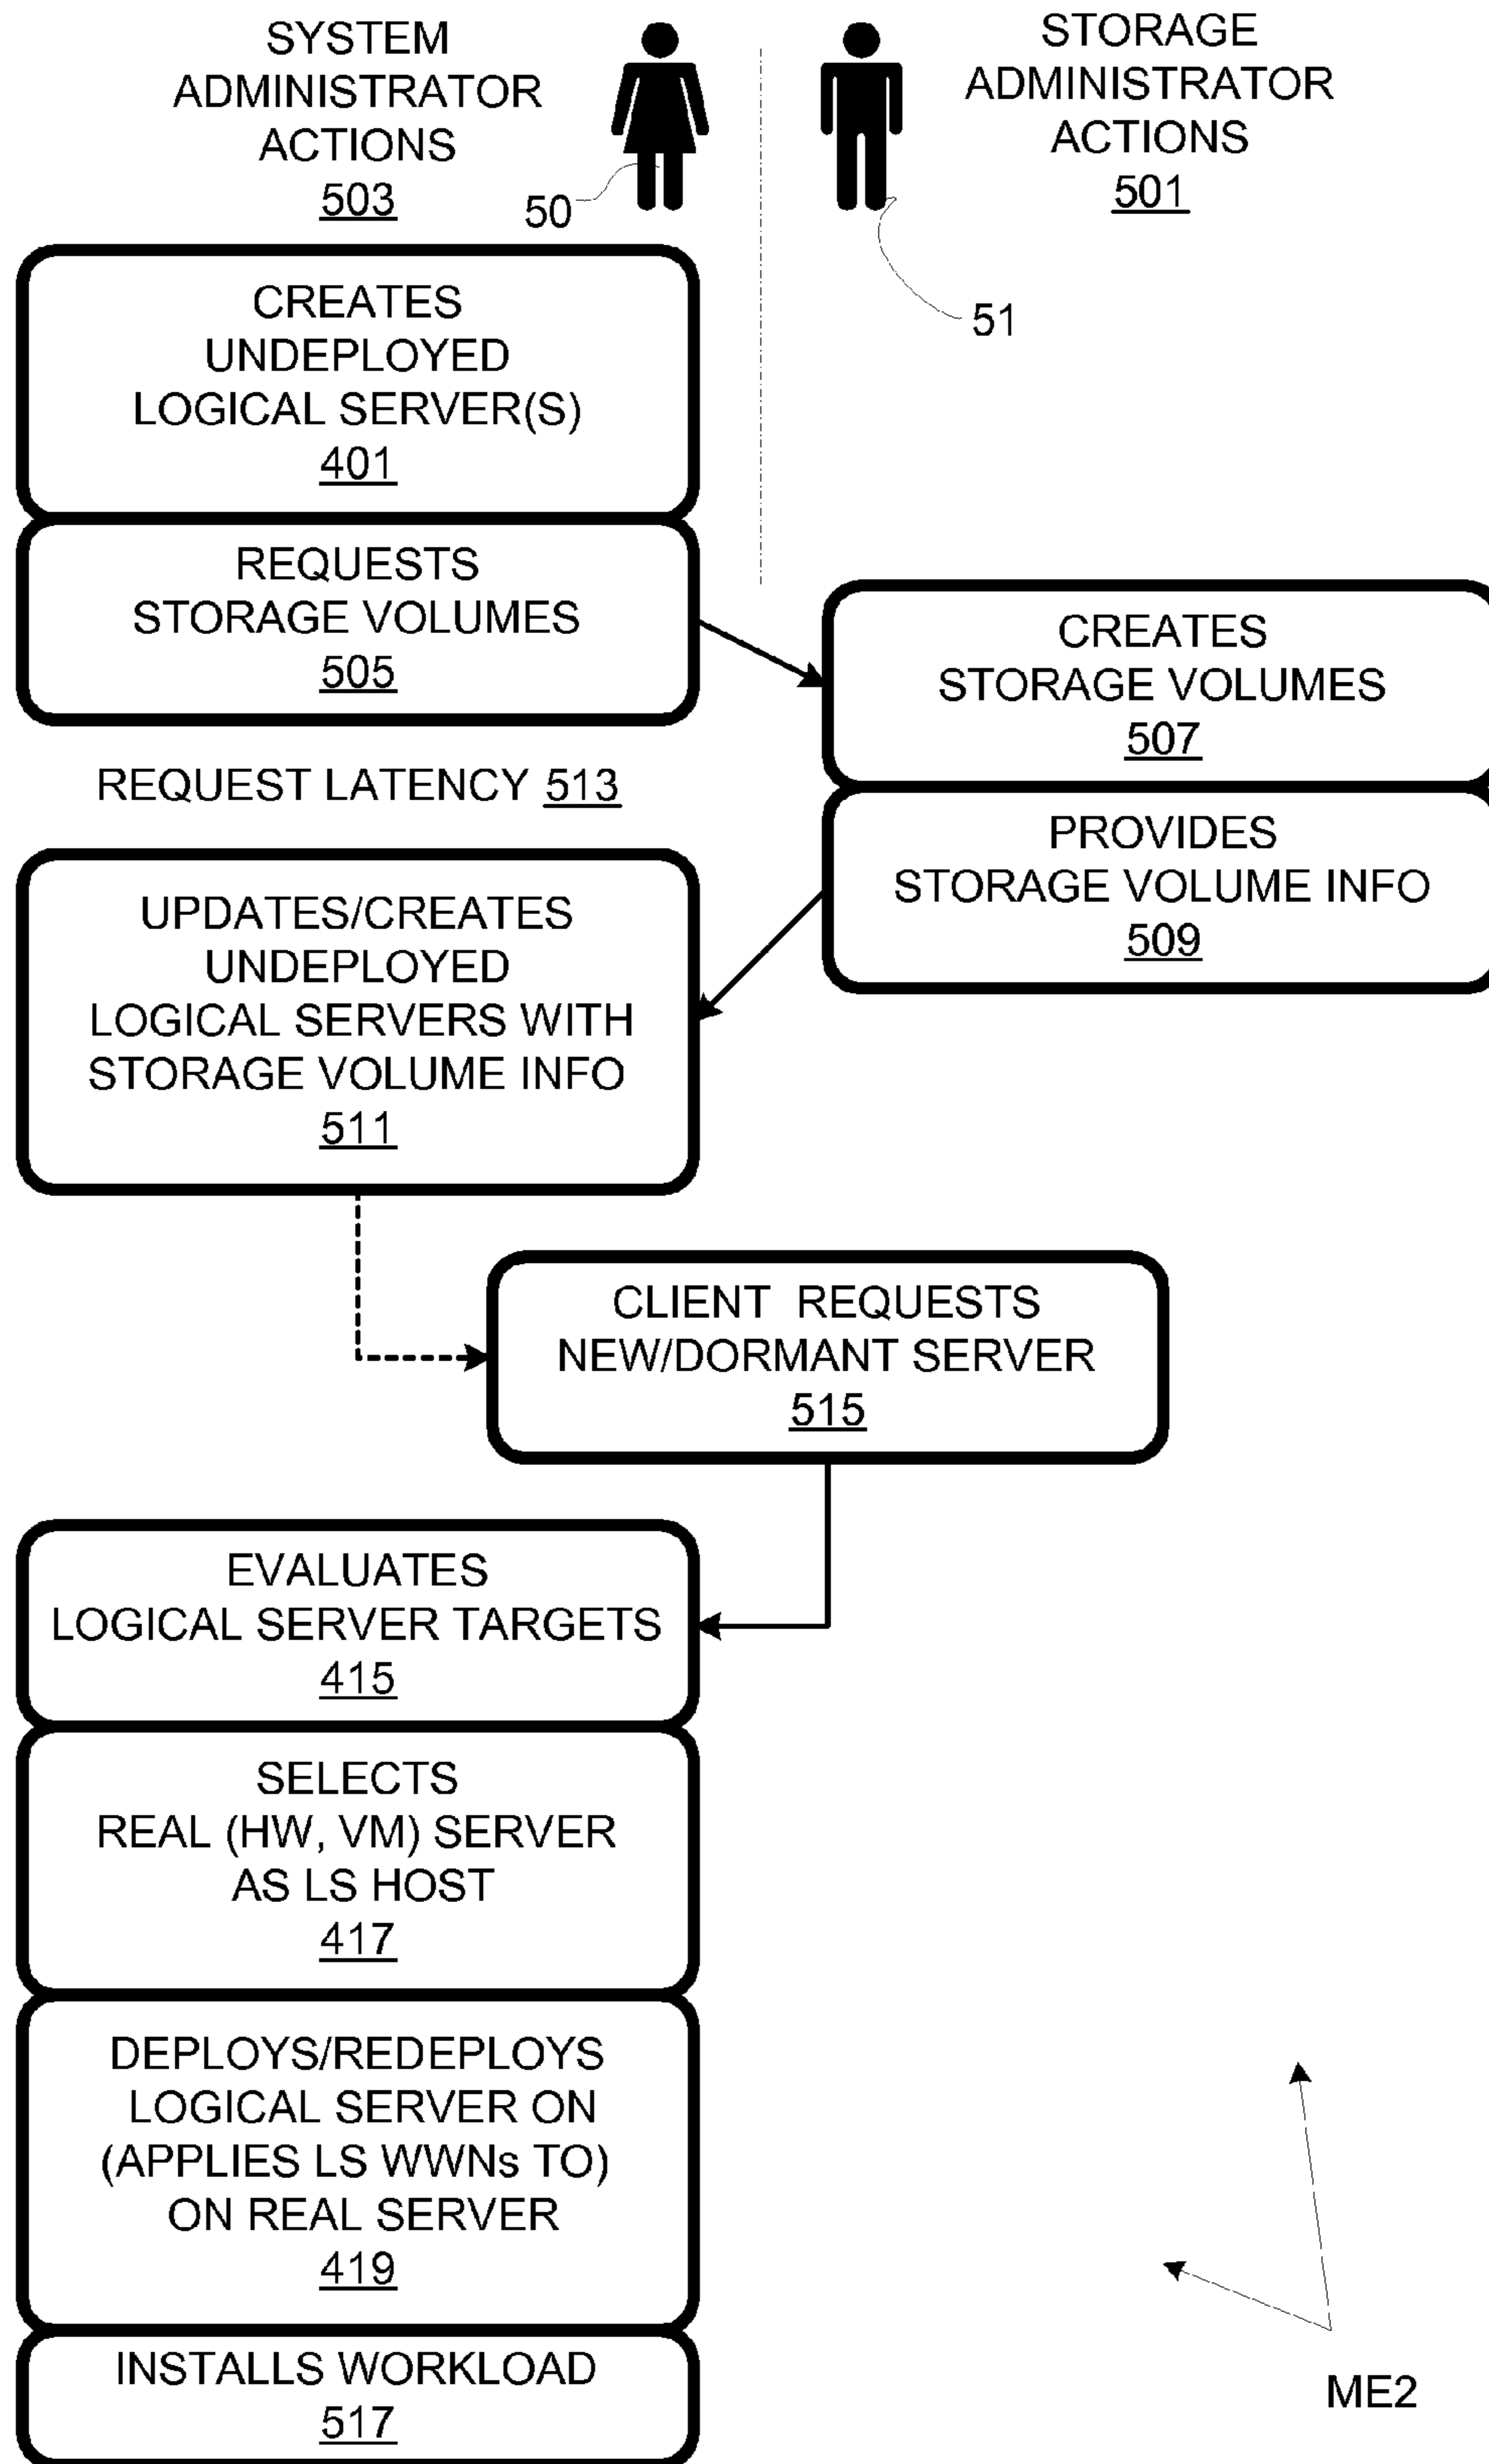 SYSTEM
ADMINISTRATOR
ACTIONS
503
50
STORAGE
ADMINISTRATOR
ACTIONS
501
51
CREATES
UNDEPLOYED
LOGICAL SERVER(S)
401
REQUESTS
STORAGE VOLUMES
505
CREATES
STORAGE VOLUMES
507
REQUEST LATENCY 513
PROVIDES
STORAGE VOLUME INFO
509
UPDATES/CREATES
UNDEPLOYED
LOGICAL SERVERS WITH
STORAGE VOLUME INFO
511
CLIENT REQUESTS
NEW/DORMANT SERVER
515
EVALUATES
LOGICAL SERVER TARGETS
415
SELECTS
REAL (HW, VM) SERVER
AS LS HOST
417
DEPLOYS/REDEPLOYS
LOGICAL SERVER ON
(APPLIES LS WWNs TO)
ON REAL SERVER
419
INSTALLS WORKLOAD
517
ME2